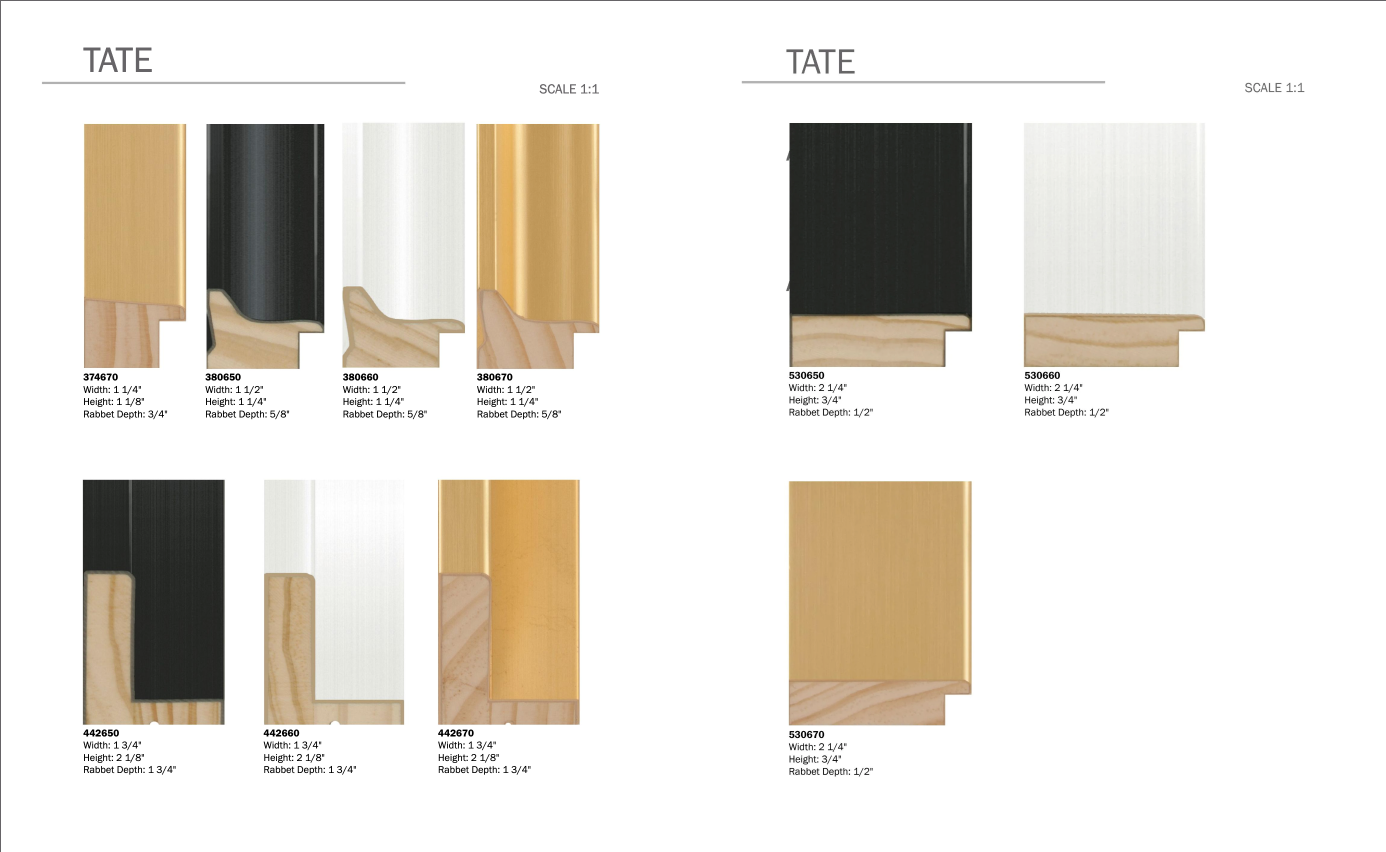 TATE
SCALE 1:1
374670
Width: 1 1/4"
Height: 1 1/8"
Rabbet Depth: 3/4"
380650
Width: 1 1/2"
Height: 1 1/4"
Rabbet Depth: 5/8"
380660
Width: 1 1/2"
Height: 1 1/4"
Rabbet Depth: 5/8"
380670
Width: 1 1/2"
Height: 1 1/4"
Rabbet Depth: 5/8"
442650
Width: 1 3/4"
Height: 2 1/8"
Rabbet Depth: 1 3/4"
442660
Width: 1 3/4"
Height: 2 1/8"
Rabbet Depth: 1 3/4"
442670
Width: 1 3/4"
Height: 2 1/8"
Rabbet Depth: 1 3/4"
TATE
SCALE 1:1
530650
Width: 2 1/4"
Height: 3/4"
Rabbet Depth: 1/2"
530660
Width: 2 1/4"
Height: 3/4"
Rabbet Depth: 1/2"
530670
Width: 2 1/4"
Height: 3/4"
Rabbet Depth: 1/2"